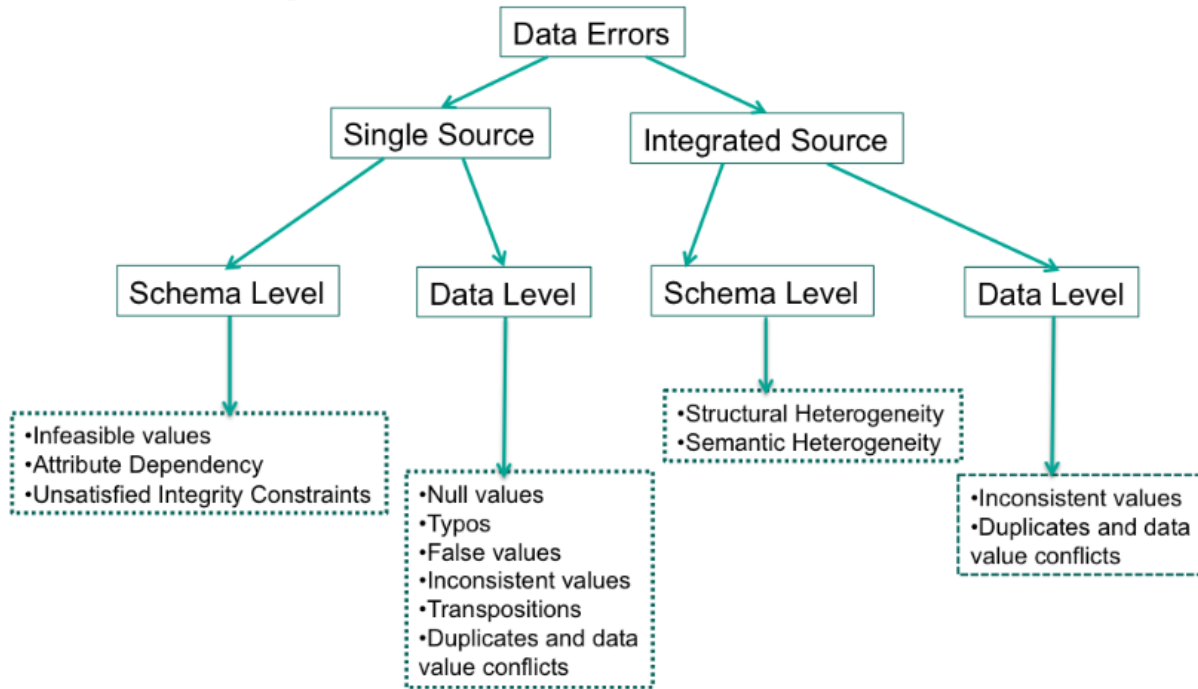 Data Errors
Single Source
Integrated Source
Schema Level
Data Level
Schema Level
Data Level
•Infeasible values
•Attribute Dependency
•Unsatisfied Integrity Constraints
•Null values
•Typos
•False values
•Inconsistent values
•Transpositions
•Duplicates and data
value conflicts
•Structural Heterogeneity
•Semantic Heterogeneity
•Inconsistent values
•Duplicates and data
value conflicts